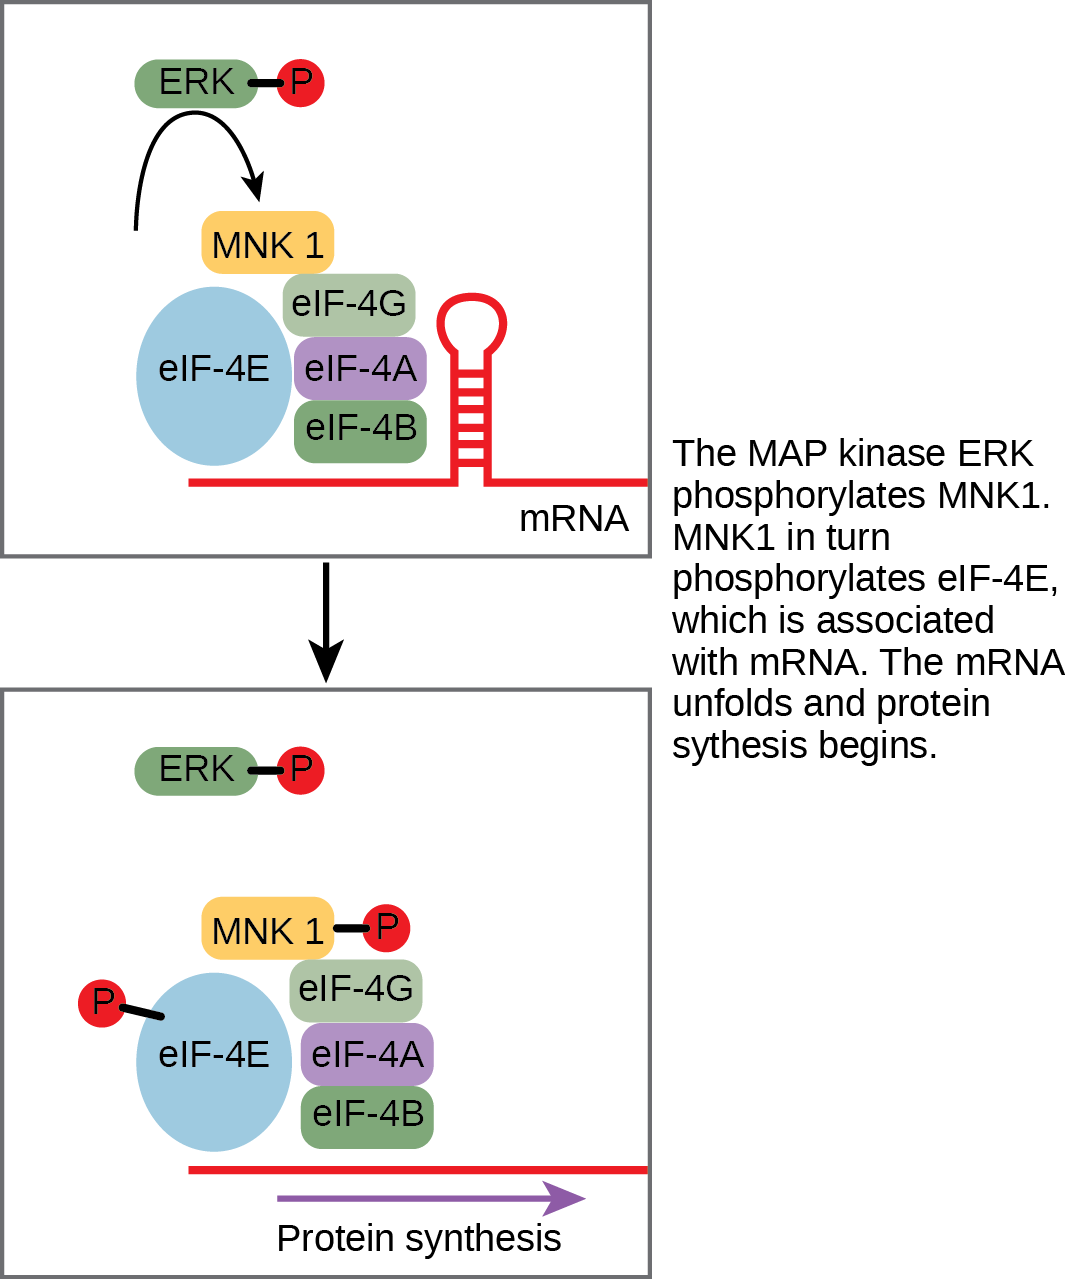 ERK P
MNK 1
eIF-4G
eIF-4E
eIF-4A
eIF-4B
mRNA
The MAP kinase ERK
phosphorylates MNK1.
MNK1 in turn
phosphorylates eIF-4E,
which is associated
with mRNA. The mRNA
unfolds and protein
sythesis begins.
ERK P
MNK 1 P
eIF-4G
P
eIF-4E
eIF-4A
eIF-4B
Protein synthesis